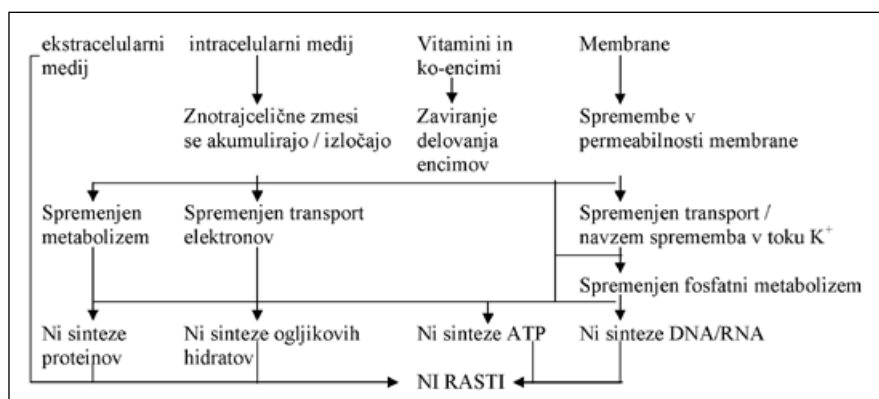 ekstracelularni
medij
intracelularni medij
Vitamini in
ko-encimi
Membrane
Znotrajcelične zmesi
se akumulirajo / izločajo
Zaviranje
delovanja
encimov
Spremembe v
permeabilnosti membrane
Spremenjen
metabolizem
Spremenjen transport
elektronov
Spremenjen transport /
navzem sprememba v toku K⁺
Spremenjen fosfatni metabolizem
Ni sinteze
proteinov
Ni sinteze ogljikovih
hidratov
Ni sinteze ATP
Ni sinteze DNA/RNA
NI RASTI